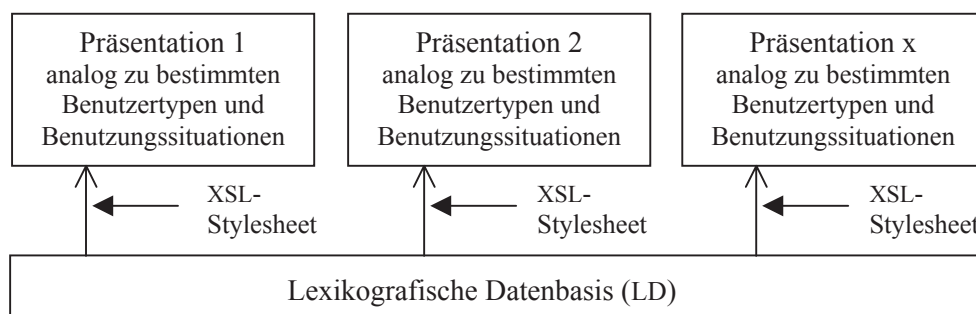 Präsentation 1
analog zu bestimmten
Benutzertypen und
Benutzungssituationen
Präsentation 2
analog zu bestimmten
Benutzertypen und
Benutzungssituationen
Präsentation x
analog zu bestimmten
Benutzertypen und
Benutzungssituationen
XSL-
Stylesheet
XSL-
Stylesheet
XSL-
Stylesheet
Lexikografische Datenbasis (LD)